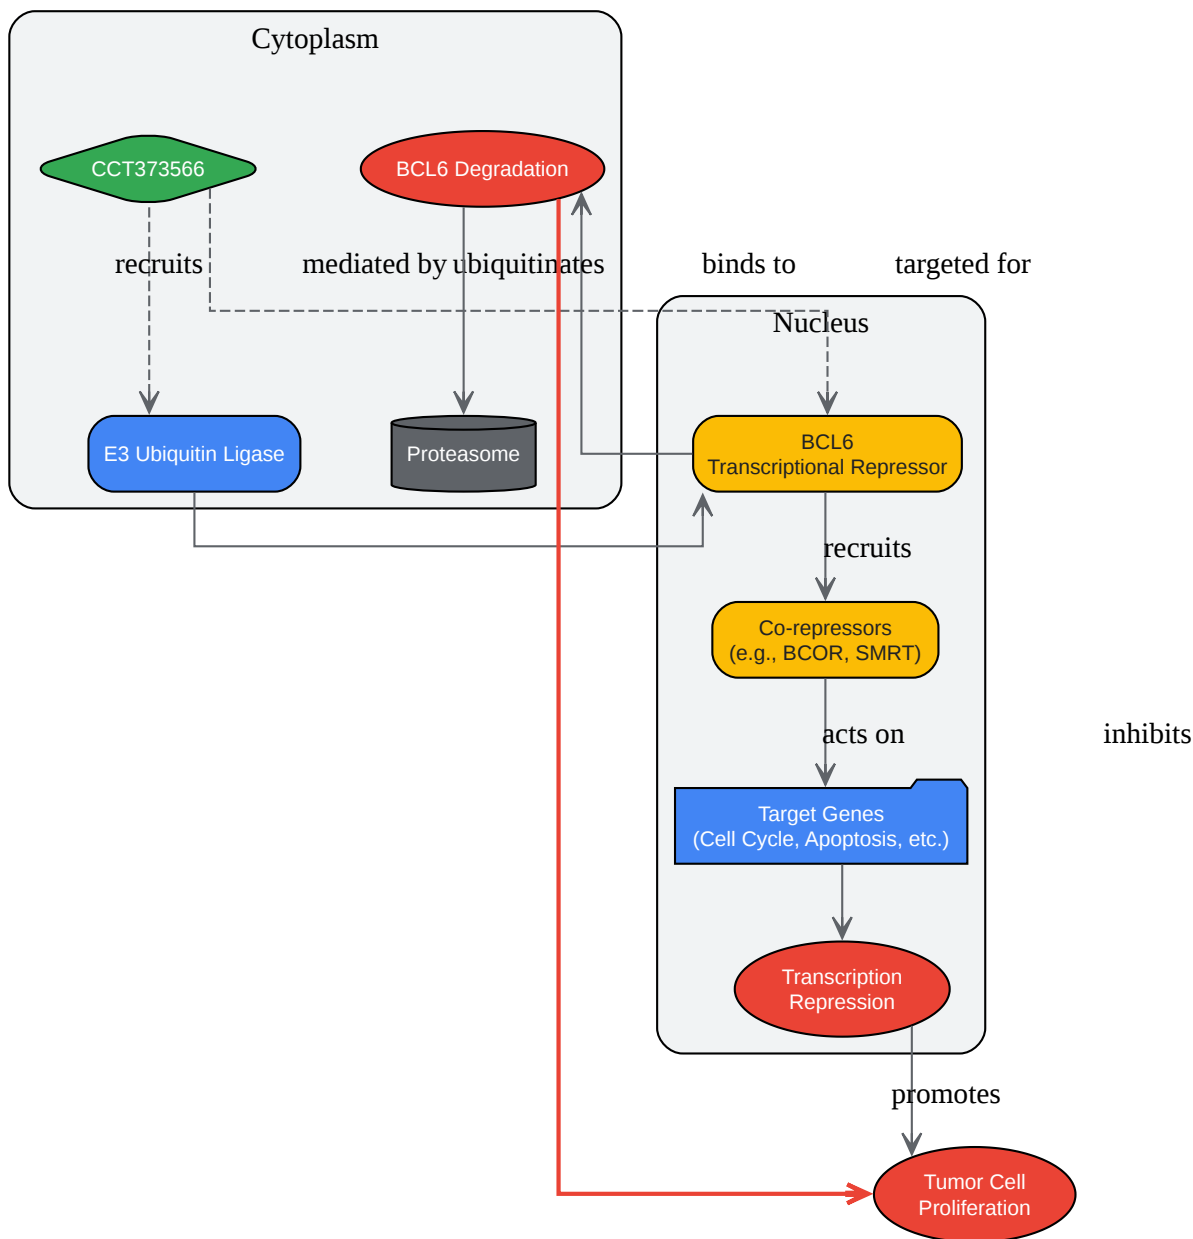 Cytoplasm
CCT373566
BCL6 Degradation
recruits
mediated by
ubiquitinates
binds to
targeted for
Nucleus
E3 Ubiquitin Ligase
Proteasome
BCL6
Transcriptional Repressor
recruits
Co-repressors
(e.g., BCOR, SMRT)
acts on
inhibits
Target Genes
(Cell Cycle, Apoptosis, etc.)
Transcription
Repression
promotes
Tumor Cell
Proliferation